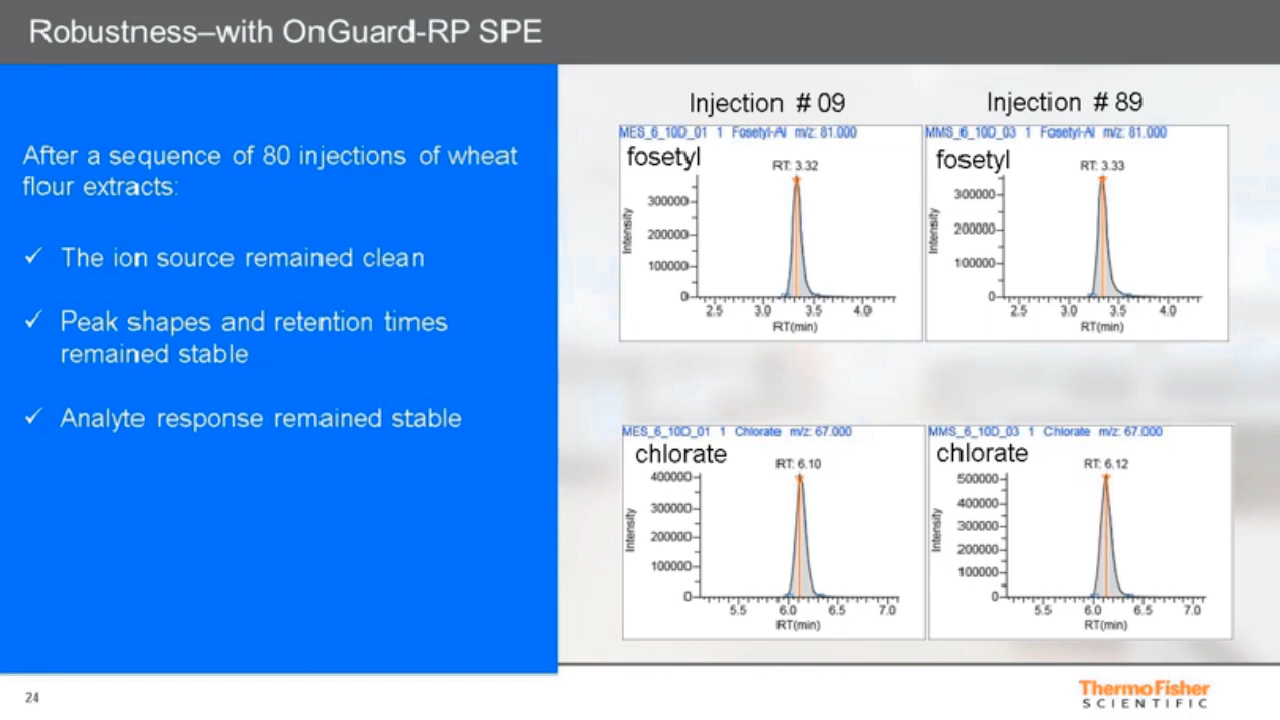 Robustness–with OnGuard-RP SPE
After a sequence of 80 injections of wheat
flour extracts:
✓ The ion source remained clean
✓ Peak shapes and retention times
remained stable
✓ Analyte response remained stable
Injection # 09
MES_6_10D_01 1 Fosetyl-Al m/z: 81.000
fosetyl
RT: 3.32
Intensity
300000
200000
100000
0
2.5 3.0 3.5 4.0
RT(min)
Injection # 89
MMS_6_10D_03 1 Fosetyl-Al m/z: 81.000
fosetyl
RT: 3.33
Intensity
300000
200000
100000
0
2.5 3.0 3.5 4.0
RT(min)
MES_6_10D_01 1 Chlorate m/z: 67.000
chlorate
RT: 6.10
Intensity
400000
300000
200000
100000
0
5.5 6.0 6.5 7.0
RT(min)
MMS_6_10D_03 1 Chlorate m/z: 67.000
chlorate
RT: 6.12
Intensity
500000
400000
300000
200000
100000
0
5.5 6.0 6.5 7.0
RT(min)
24
ThermoFisher
SCIENTIFIC